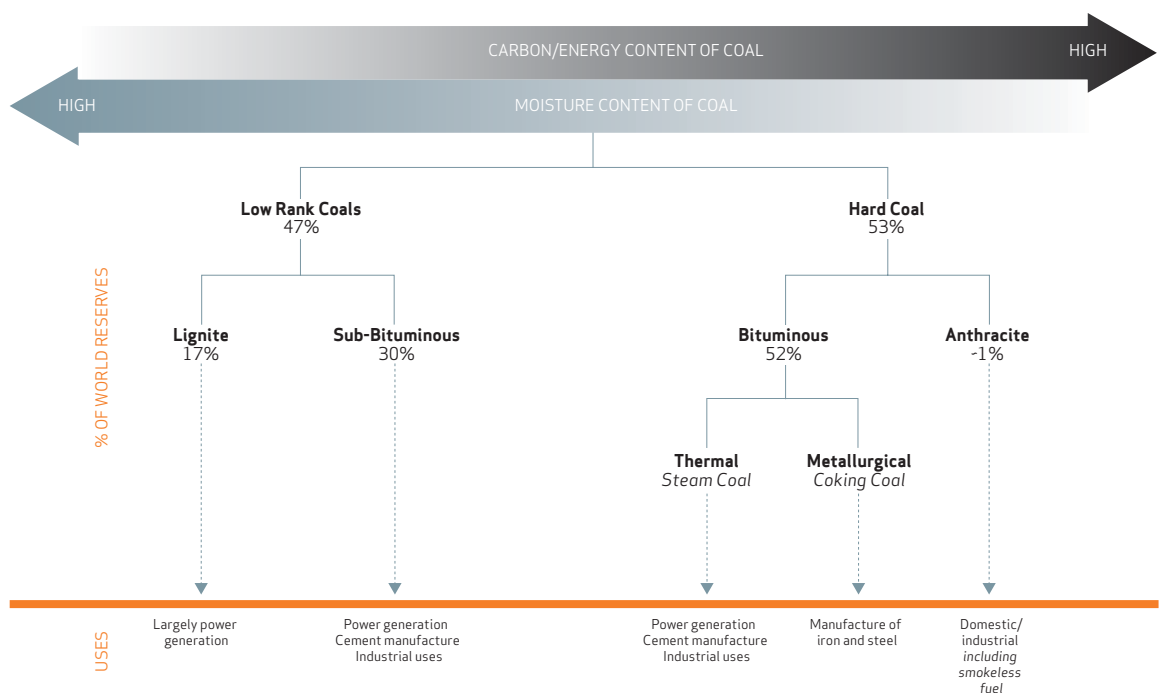 CARBON/ENERGY CONTENT OF COAL
HIGH
HIGH
MOISTURE CONTENT OF COAL
Low Rank Coals
47%
Hard Coal
53%
% OF WORLD RESERVES
Lignite
17%
Sub-Bituminous
30%
Bituminous
52%
Anthracite
-1%
Thermal
Steam Coal
Metallurgical
Coking Coal
USES
Largely power
generation
Power generation
Cement manufacture
Industrial uses
Power generation
Cement manufacture
Industrial uses
Manufacture of
iron and steel
Domestic/
industrial
including
smokeless
fuel